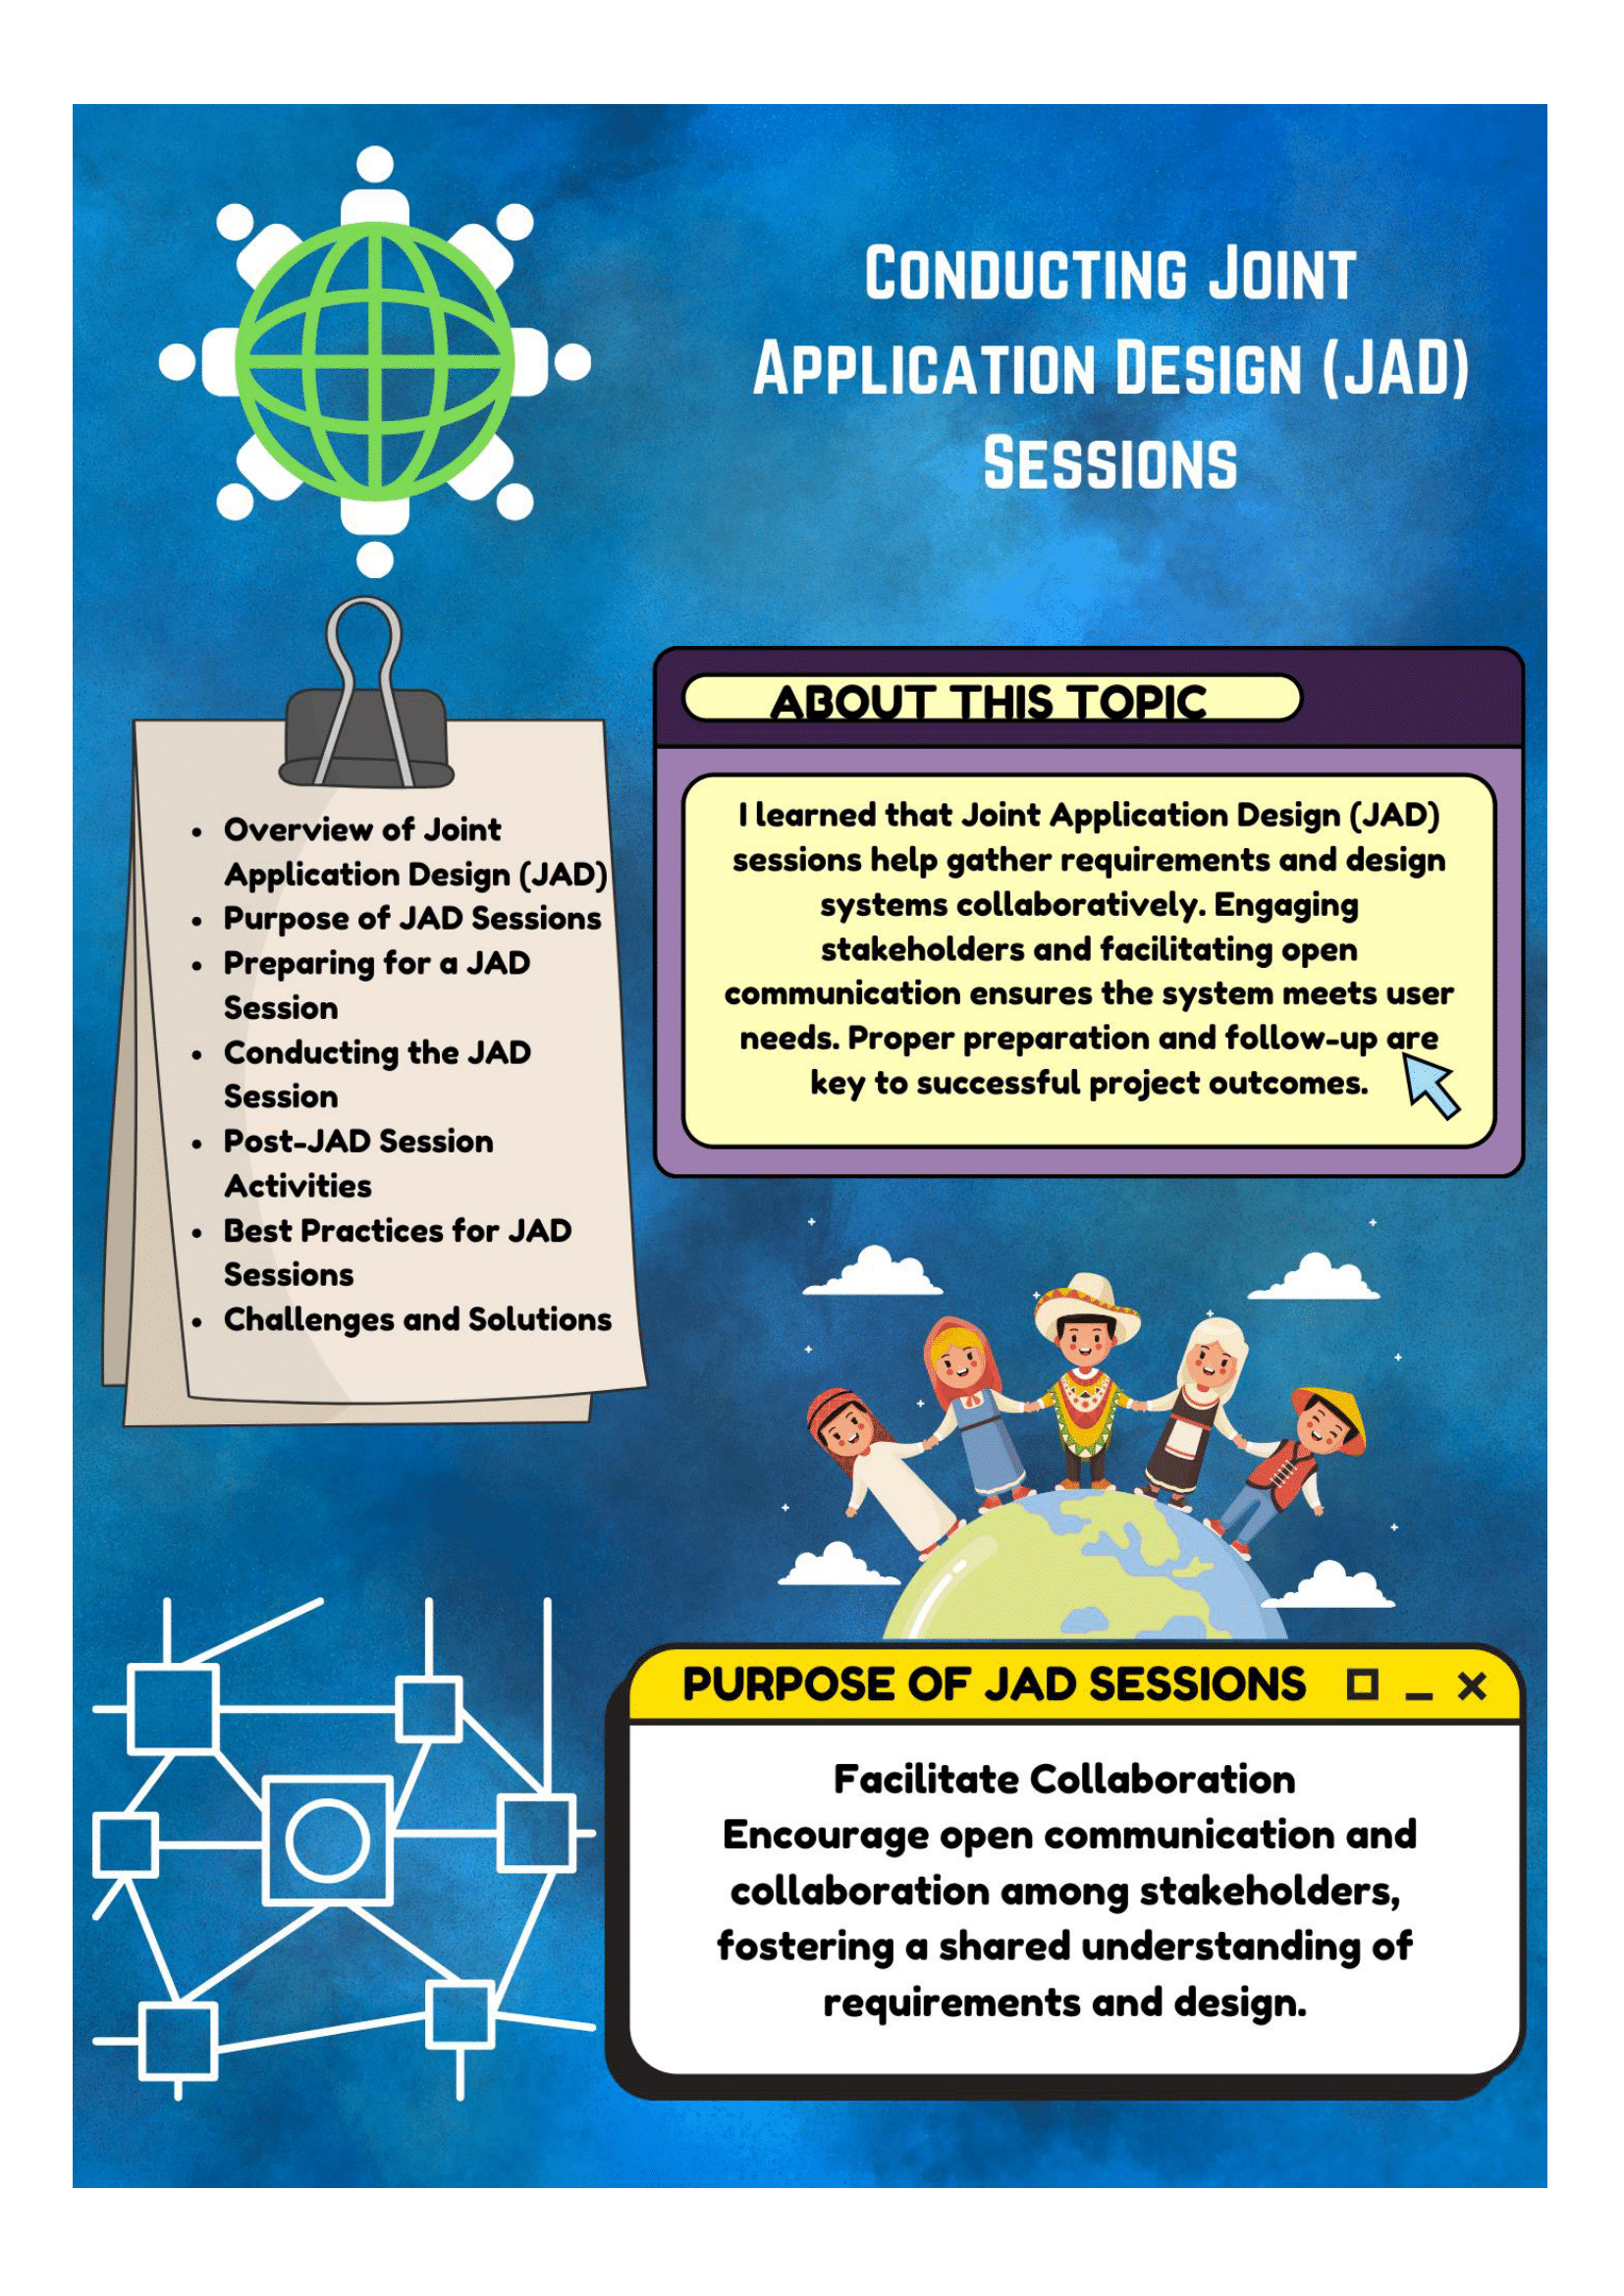 Conducting Joint
Application Design (JAD)
Sessions
• Overview of Joint
Application Design (JAD)
• Purpose of JAD Sessions
• Preparing for a JAD
Session
• Conducting the JAD
Session
• Post-JAD Session
Activities
• Best Practices for JAD
Sessions
• Challenges and Solutions
ABOUT THIS TOPIC
I learned that Joint Application Design (JAD)
sessions help gather requirements and design
systems collaboratively. Engaging
stakeholders and facilitating open
communication ensures the system meets user
needs. Proper preparation and follow-up are
key to successful project outcomes.
PURPOSE OF JAD SESSIONS
Facilitate Collaboration
Encourage open communication and
collaboration among stakeholders,
fostering a shared understanding of
requirements and design.